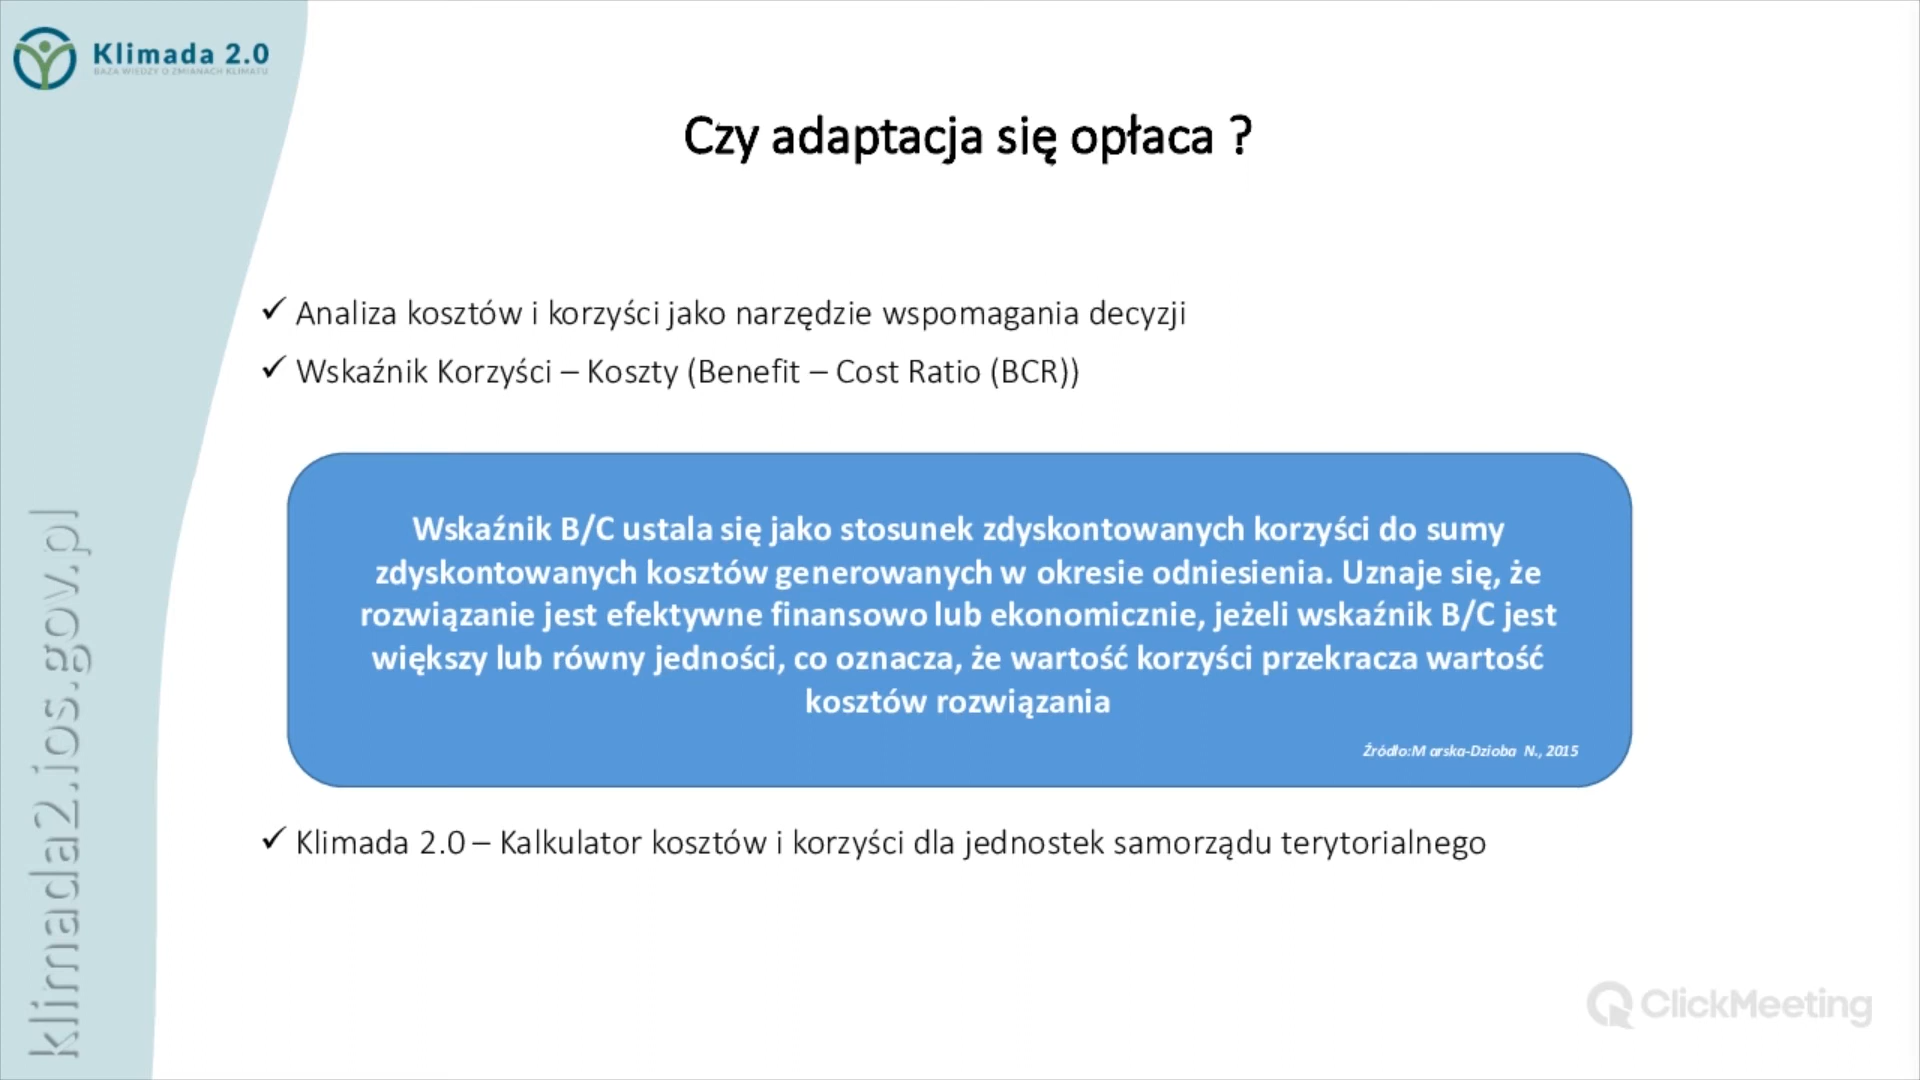 Klimada 2.0
BAZA WIEDZY O ZMIANACH KLIMATU
Czy adaptacja się opłaca ?
✓ Analiza kosztów i korzyści jako narzędzie wspomagania decyzji
✓ Wskaźnik Korzyści – Koszty (Benefit – Cost Ratio (BCR))
Wskaźnik B/C ustala się jako stosunek zdyskontowanych korzyści do sumy
zdyskontowanych kosztów generowanych w okresie odniesienia. Uznaje się, że
rozwiązanie jest efektywne finansowo lub ekonomicznie, jeżeli wskaźnik B/C jest
większy lub równy jedności, co oznacza, że wartość korzyści przekracza wartość
kosztów rozwiązania
Źródło:M arska-Dzioba N., 2015
✓ Klimada 2.0 – Kalkulator kosztów i korzyści dla jednostek samorządu terytorialnego
klimada2.ios.gov.pl
ClickMeeting